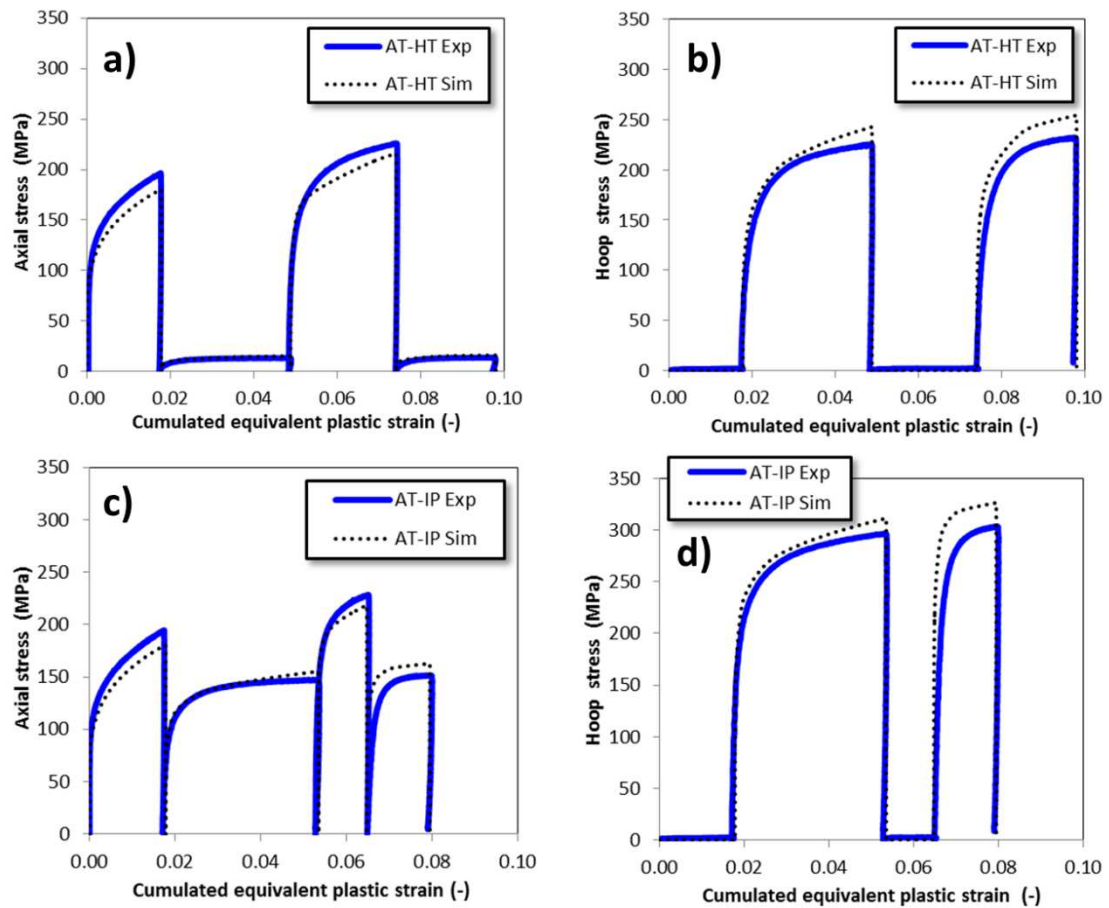 a)
AT-HT Exp
AT-HT Sim
Axial stress (MPa)
350
300
250
200
150
100
50
0
0.00 0.02 0.04 0.06 0.08 0.10
Cumulated equivalent plastic strain (-)
b)
AT-HT Exp
AT-HT Sim
Hoop stress (MPa)
350
300
250
200
150
100
50
0
0.00 0.02 0.04 0.06 0.08 0.10
Cumulated equivalent plastic strain (-)
c)
AT-IP Exp
AT-IP Sim
Axial stress (MPa)
350
300
250
200
150
100
50
0
0.00 0.02 0.04 0.06 0.08 0.10
Cumulated equivalent plastic strain (-)
AT-IP Exp
AT-IP Sim
d)
Hoop stress (MPa)
350
300
250
200
150
100
50
0
0.00 0.02 0.04 0.06 0.08 0.10
Cumulated equivalent plastic strain (-)